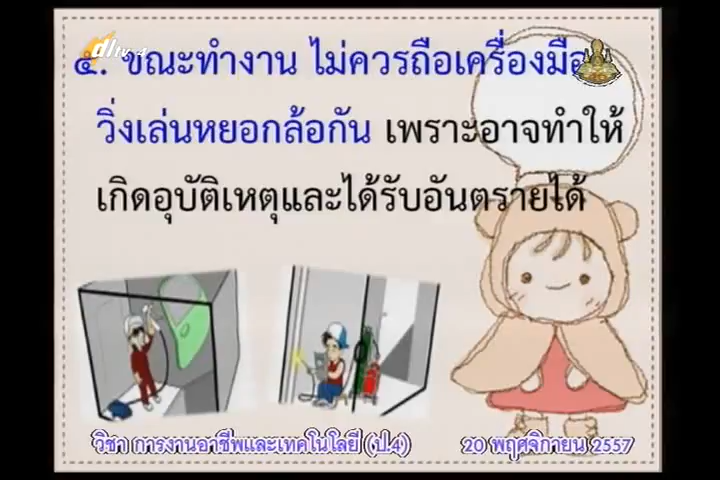 dltv 4
๕. ขณะทำงาน ไม่ควรถือเครื่องมือ
วิ่งเล่นหยอกล้อกัน เพราะอาจทำให้
เกิดอุบัติเหตุและได้รับอันตรายได้
วิชา การงานอาชีพและเทคโนโลยี (ป.4) 20 พฤศจิกายน 2557